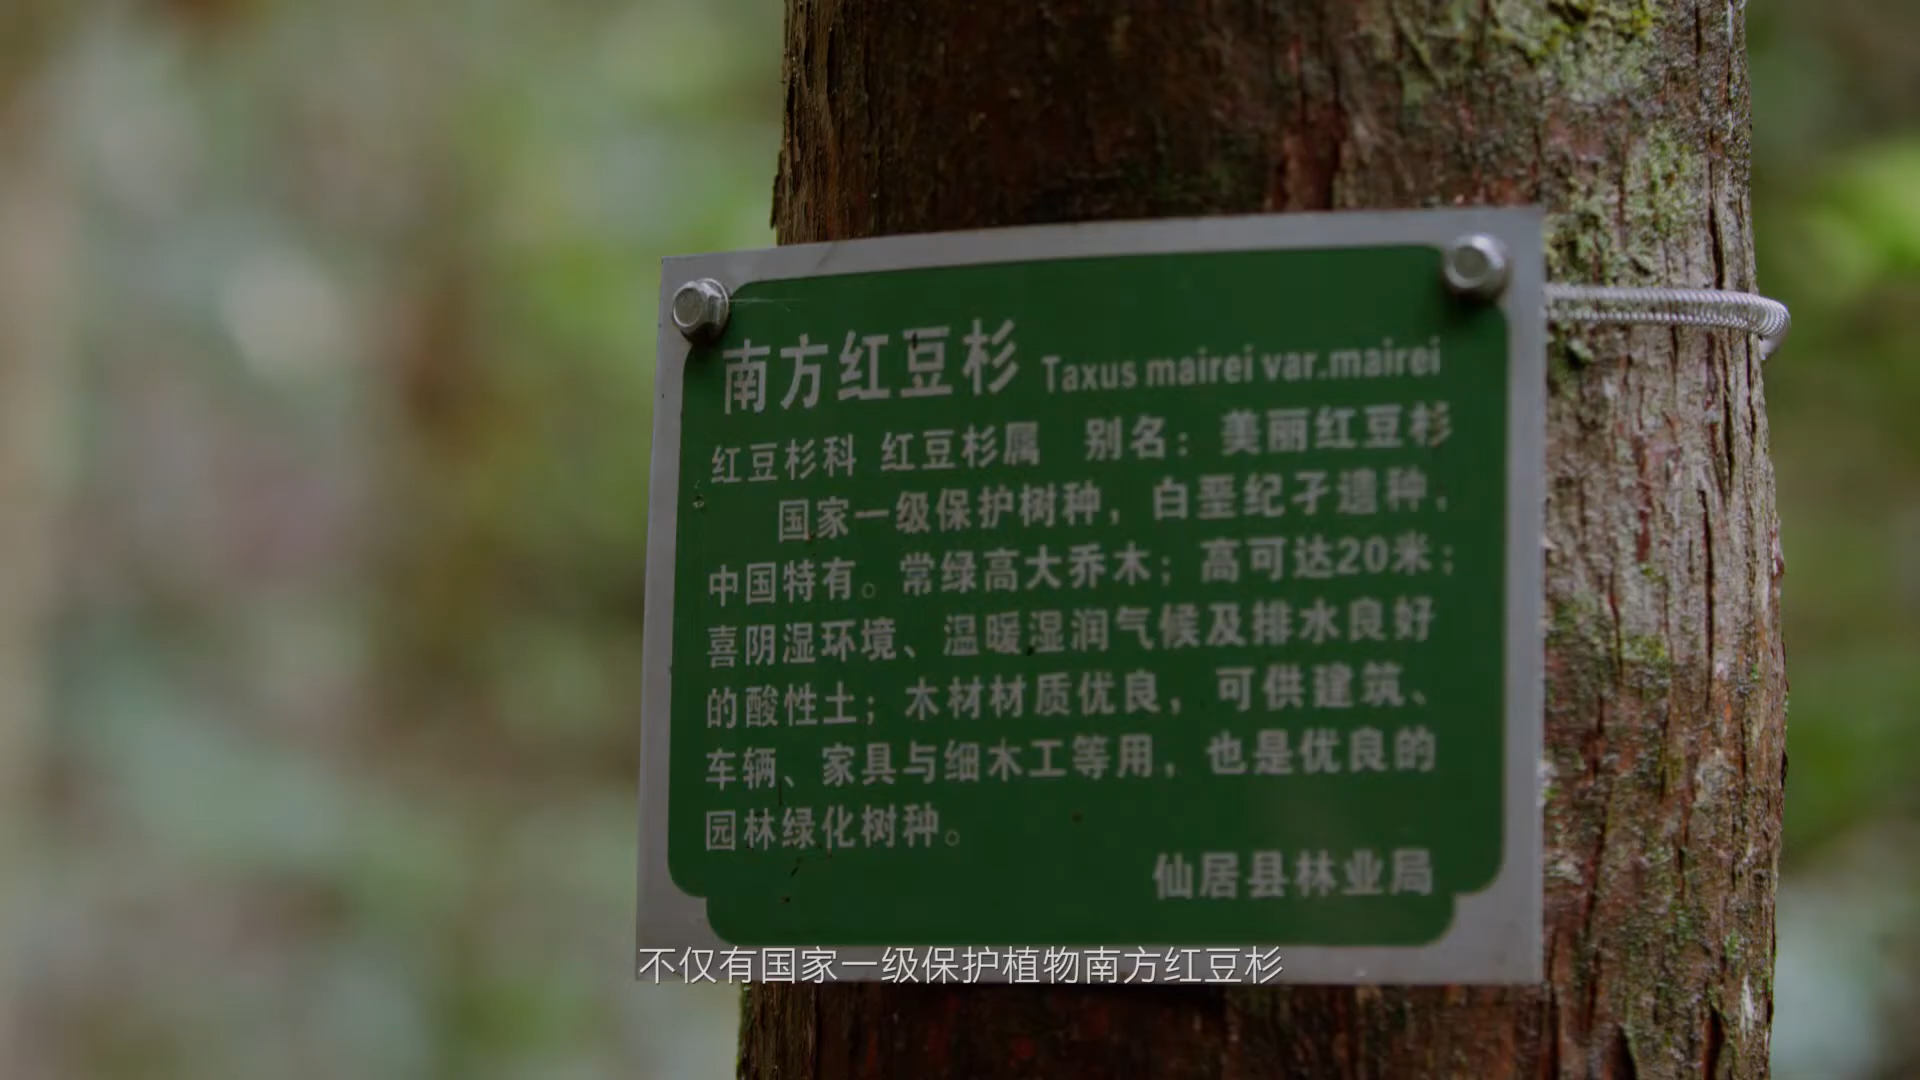 南方红豆杉 Taxus mairei var.mairei
红豆杉科 红豆杉属 别名：美丽红豆杉
国家一级保护树种，白垩纪孑遗种，
中国特有。常绿高大乔木；高可达20米；
喜阴湿环境、温暖湿润气候及排水良好
的酸性土；木材材质优良，可供建筑、
车辆、家具与细木工等用，也是优良的
园林绿化树种。
仙居县林业局
不仅有国家一级保护植物南方红豆杉